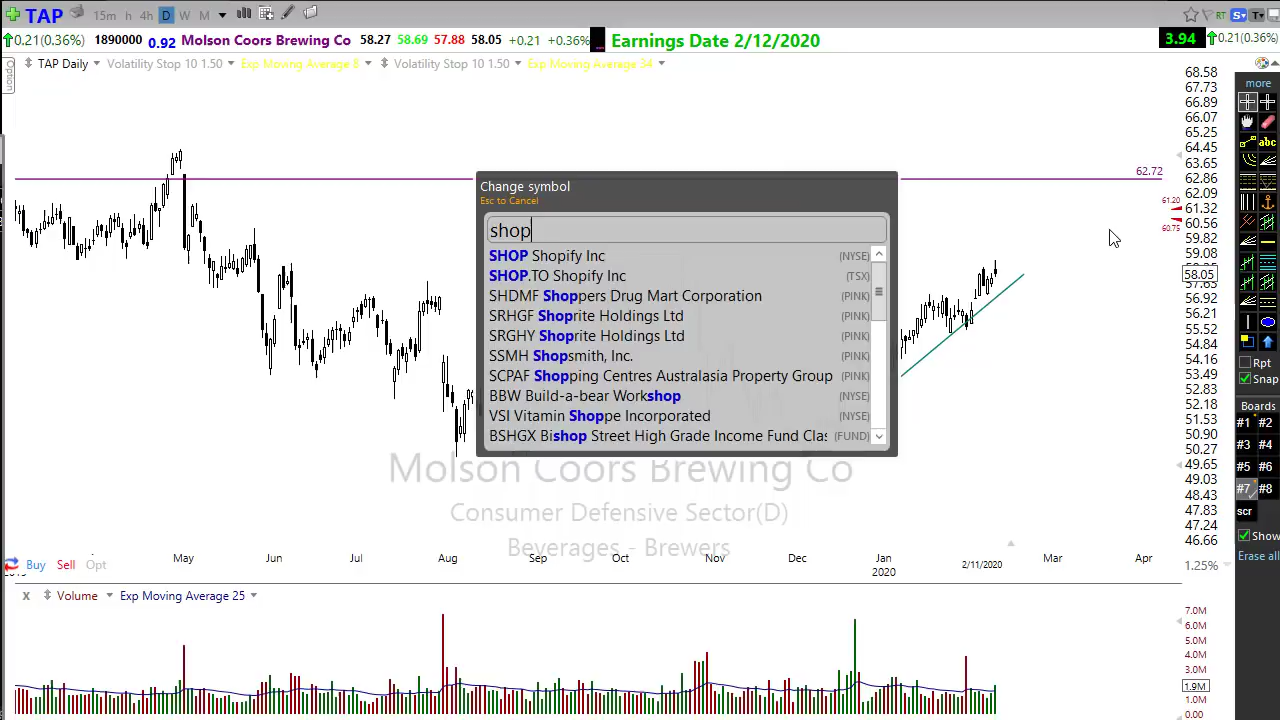 TAP 15m h 4h D W M RT S T
0.21(0.36%) 1890000 0.92 Molson Coors Brewing Co 58.27 58.69 57.88 58.05 +0.21 +0.36% Earnings Date 2/12/2020 3.94 0.21(0.36%)
Option
TAP Daily Volatility Stop 10 1.50 Exp Moving Average 8 Volatility Stop 10 1.50 Exp Moving Average 34
62.72
61.20
60.75
68.58
67.73
66.89
66.07
65.25
64.45
63.65
62.86
62.09
61.32
60.56
59.82
59.08
58.05
57.63
56.92
56.21
55.52
54.84
54.16
53.49
52.83
52.18
51.53
50.90
50.27
49.65
49.03
48.43
47.83
47.24
46.66
1.25%
more
abc
Rpt
Snap
Boards
#1 #2
#3 #4
#5 #6
#7 #8
scr
Show
Erase all
Change symbol
Esc to Cancel
shop
SHOP Shopify Inc (NYSE)
SHOP.TO Shopify Inc (TSX)
SHDMF Shoppers Drug Mart Corporation (PINK)
SRHGF Shoprite Holdings Ltd (PINK)
SRGHY Shoprite Holdings Ltd (PINK)
SSMH Shopsmith, Inc. (PINK)
SCPAF Shopping Centres Australasia Property Group (PINK)
BBW Build-a-bear Workshop (NYSE)
VSI Vitamin Shoppe Incorporated (NYSE)
BSHGX Bishop Street High Grade Income Fund Clas (FUND)
Molson Coors Brewing Co
Consumer Defensive Sector(D)
Beverages - Brewers
May Jun Jul Aug Sep Oct Nov Dec Jan 2/11/2020 Mar Apr
2020
Buy Sell Opt
x Volume Exp Moving Average 25
7.0M
6.0M
5.0M
4.0M
3.0M
1.9M
1.0M
0.00